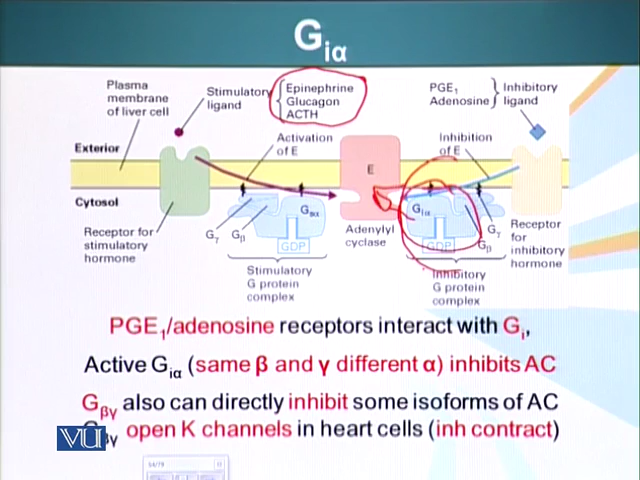 Giα
Plasma
membrane
of liver cell
Stimulatory
ligand
Epinephrine
Glucagon
ACTH
PGE1
Adenosine
Inhibitory
ligand
Exterior
Activation
of E
Inhibition
of E
E
Cytosol
Receptor for
stimulatory
hormone
Gγ
Gβ
Gsα
GDP
Adenylyl
cyclase
Giα
GDP
Gγ
Gβ
Receptor
for
inhibitory
hormone
Stimulatory
G protein
complex
Inhibitory
G protein
complex
PGE1/adenosine receptors interact with Gi,
Active Giα (same β and γ different α) inhibits AC
Gβγ also can directly inhibit some isoforms of AC
Gβγ open K channels in heart cells (inh contract)
VU
54/79